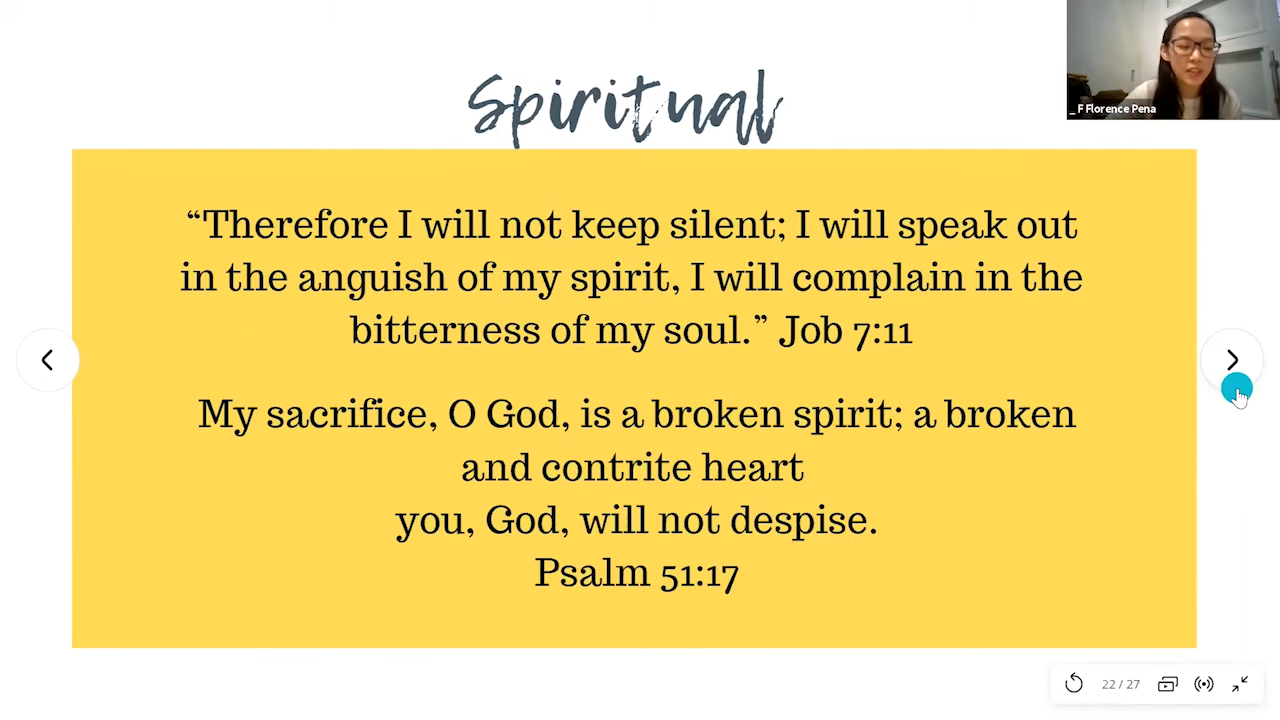 Spiritual
_ F Florence Pena
“Therefore I will not keep silent; I will speak out
in the anguish of my spirit, I will complain in the
bitterness of my soul.” Job 7:11
My sacrifice, O God, is a broken spirit; a broken
and contrite heart
you, God, will not despise.
Psalm 51:17
22 / 27